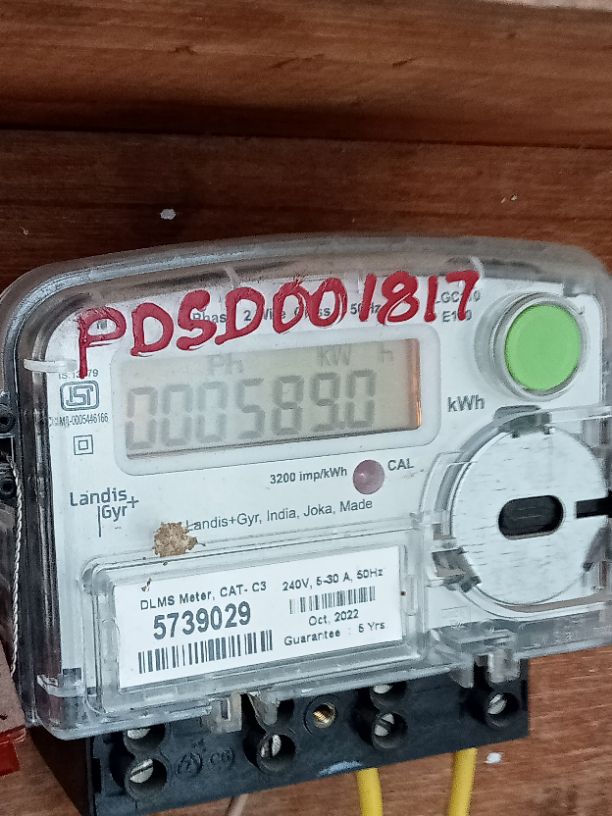 PDSD001817
Phase 2 Wire 50Hz
E1
Ph KW h
000589.0
kWh
3200 imp/kWh CAL
Landis+
Gyr
Landis+Gyr, India, Joka, Made
DLMS Meter, CAT- C3 240V, 5-30 A, 50Hz
5739029
Oct, 2022
Guarantee : 5 Yrs